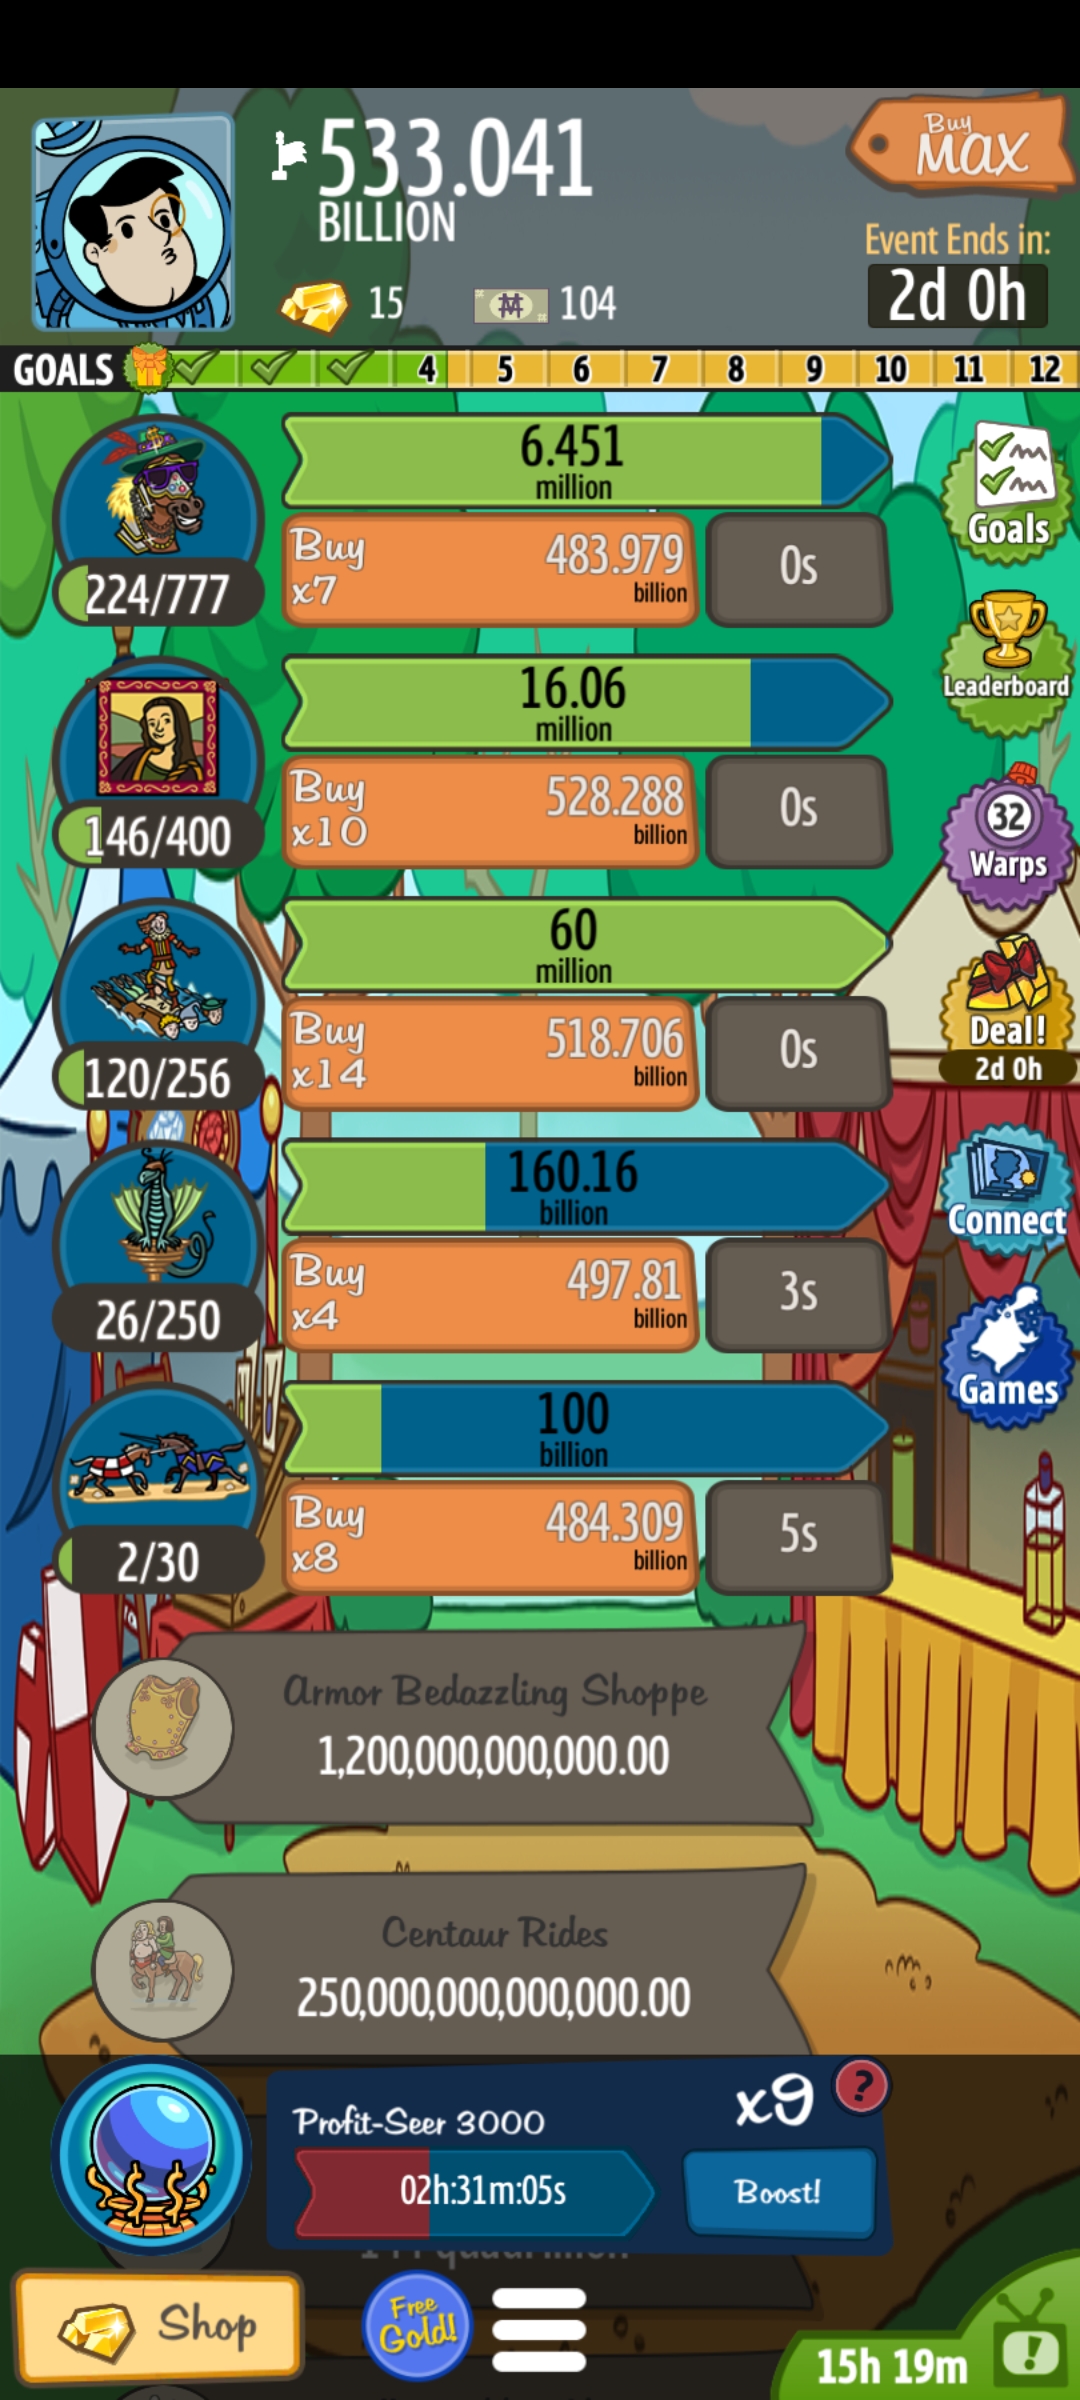 533.041
BILLION
15
104
Buy
MAX
Event Ends in:
2d 0h
GOALS
4
5
6
7
8
9
10
11
12
6.451
million
Buy
x7
483.979
billion
0s
224/777
Goals
Leaderboard
16.06
million
Buy
x10
528.288
billion
0s
146/400
32
Warps
60
million
Buy
x14
518.706
billion
0s
120/256
Deal!
2d 0h
160.16
billion
Buy
x4
497.81
billion
3s
26/250
Connect
Games
100
billion
Buy
x8
484.309
billion
5s
2/30
Armor Bedazzling Shoppe
1,200,000,000,000.00
Centaur Rides
250,000,000,000,000.00
Profit-Seer 3000
x9
?
02h:31m:05s
Boost!
Shop
Free
Gold!
15h 19m
!